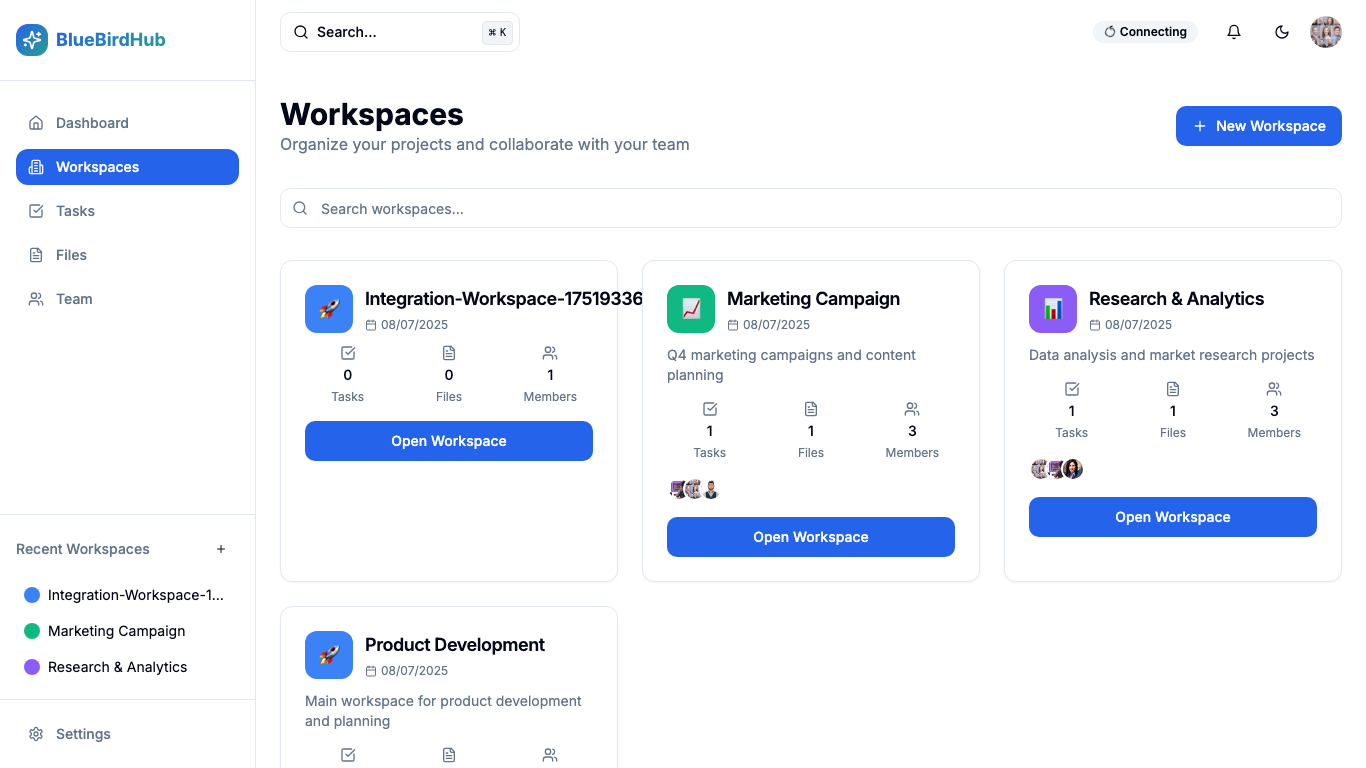 BlueBirdHub
Dashboard
Workspaces
Tasks
Files
Team
Recent Workspaces
Integration-Workspace-1...
Marketing Campaign
Research & Analytics
Settings
Search...
⌘ K
Connecting
Workspaces
Organize your projects and collaborate with your team
New Workspace
Search workspaces...
Integration-Workspace-17519336
08/07/2025
0 0 1
Tasks Files Members
Open Workspace
Marketing Campaign
08/07/2025
Q4 marketing campaigns and content
planning
1 1 3
Tasks Files Members
Open Workspace
Research & Analytics
08/07/2025
Data analysis and market research projects
1 1 3
Tasks Files Members
Open Workspace
Product Development
08/07/2025
Main workspace for product development
and planning